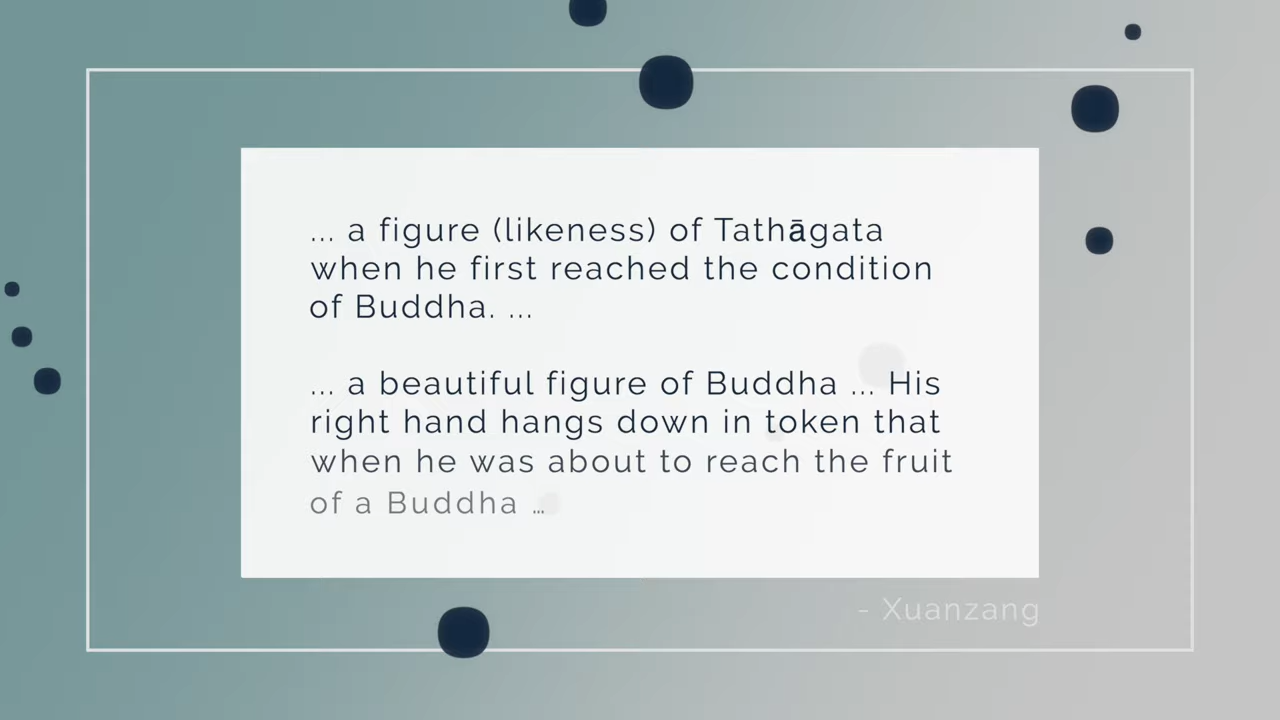 ... a figure (likeness) of Tathāgata
when he first reached the condition
of Buddha. ...
... a beautiful figure of Buddha ... His
right hand hangs down in token that
when he was about to reach the fruit
of a Buddha ...
- Xuanzang